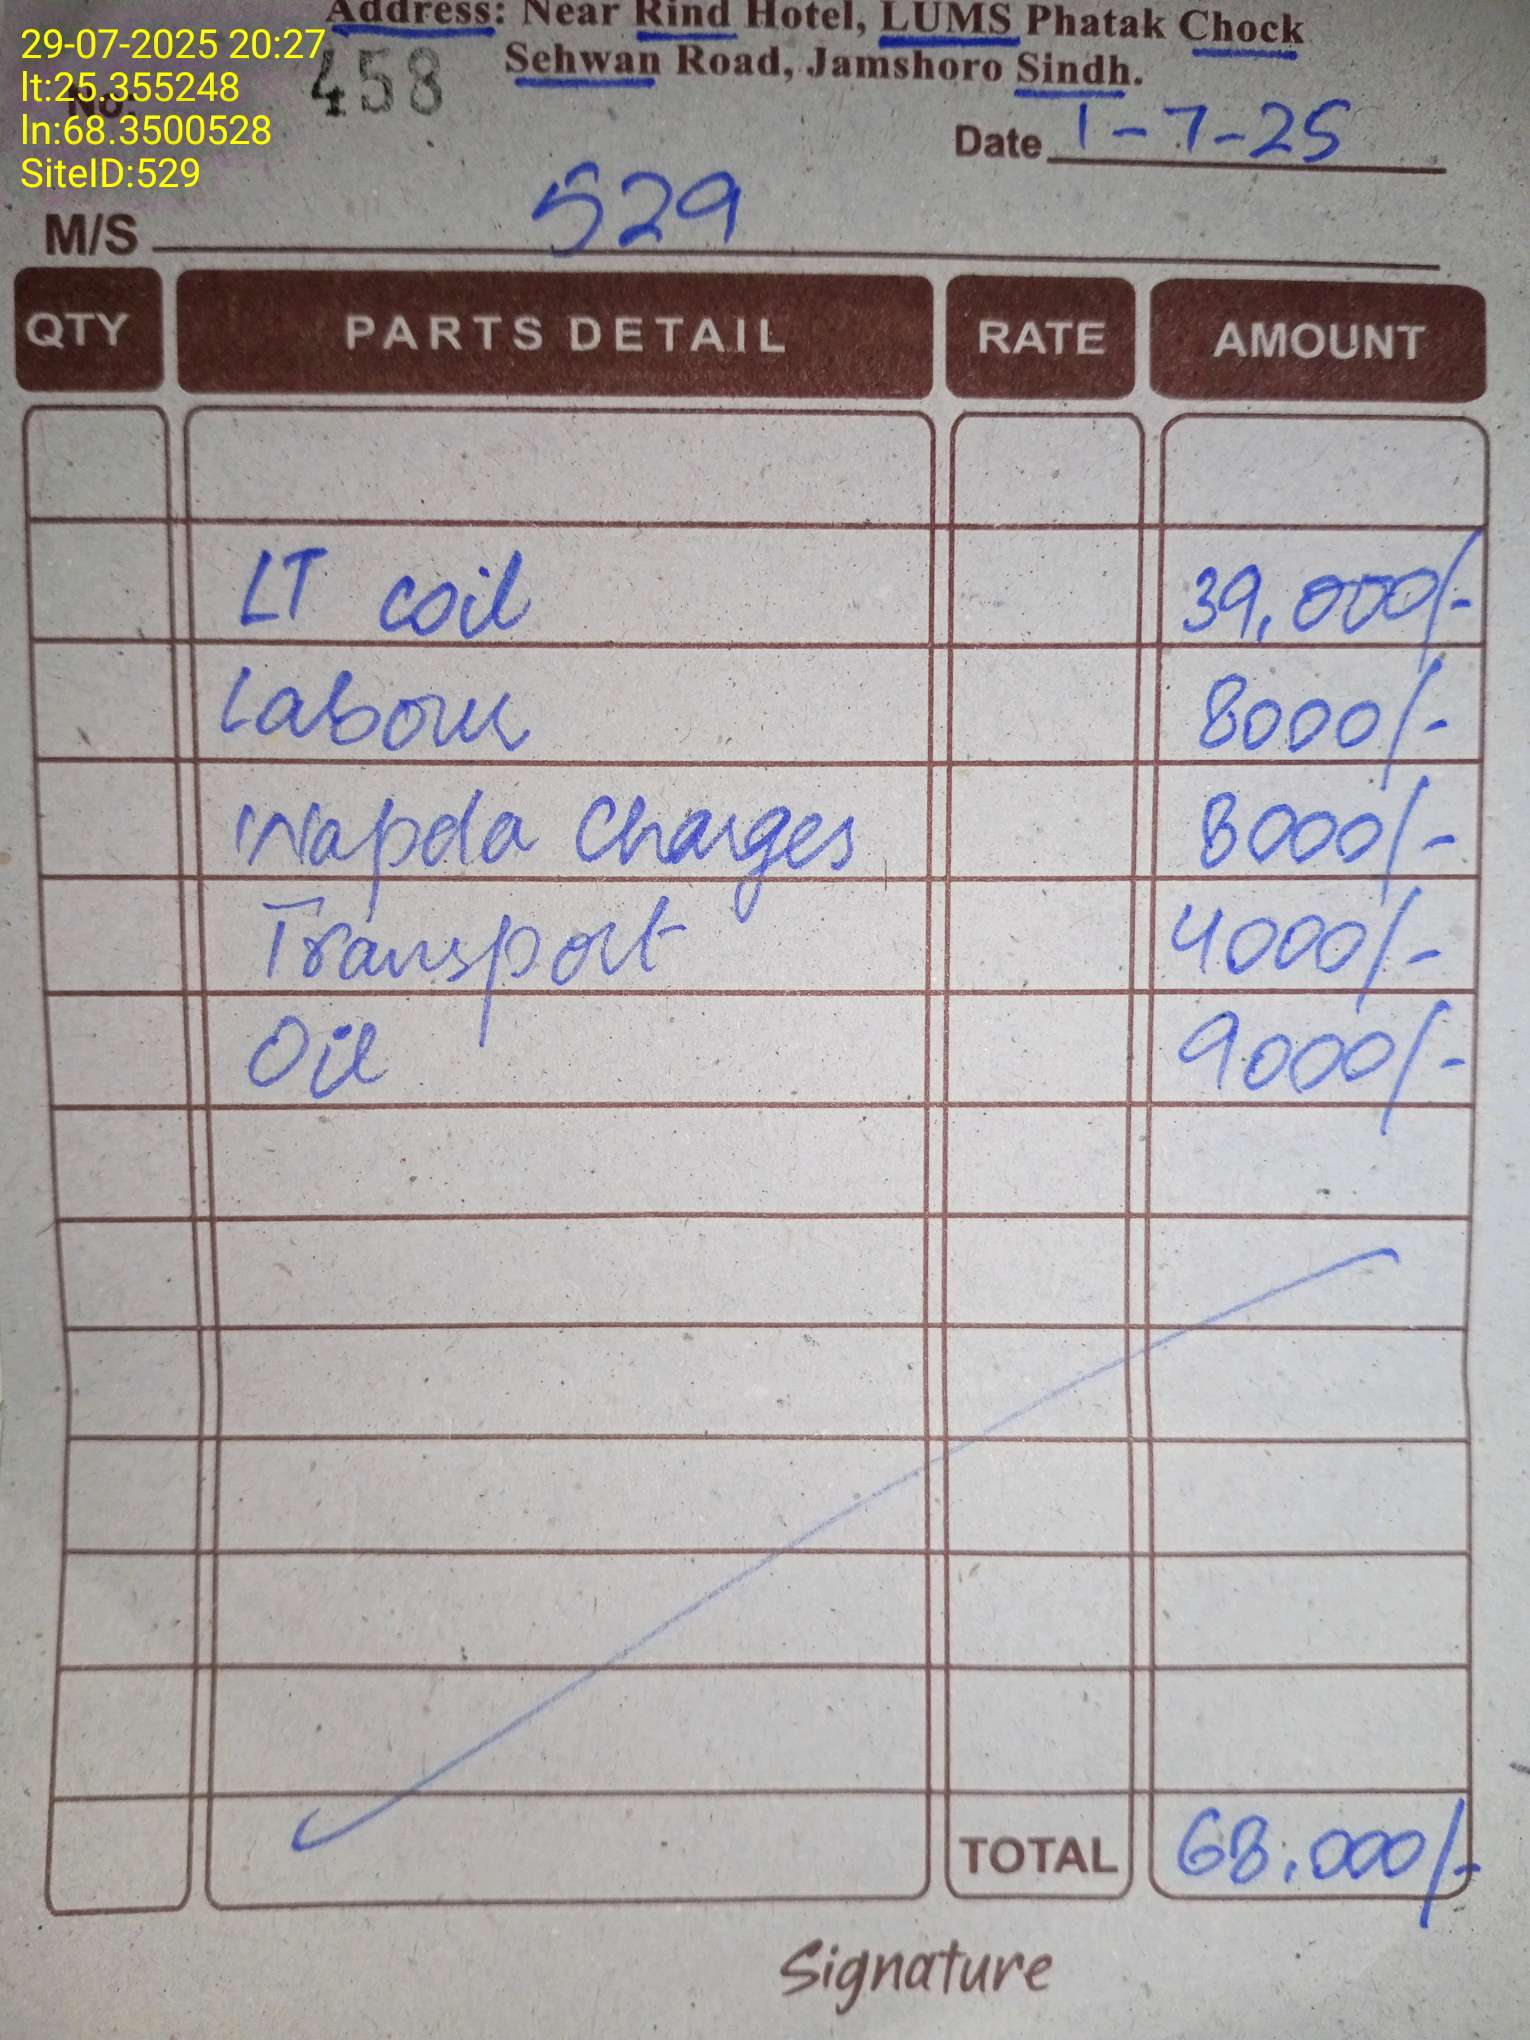 Address: Near Rind Hotel, LUMS Phatak Chock
Sehwan Road, Jamshoro Sindh.
29-07-2025 20:27
lt:25.355248
ln:68.3500528
SiteID:529
No: 458
Date 1-7-25
M/S 529
QTY PARTS DETAIL RATE AMOUNT
LT coil 39,000/-
Labour 8000/-
Wapda Charges 8000/-
Transport 4000/-
Oil 9000/-
TOTAL 68,000/-
Signature